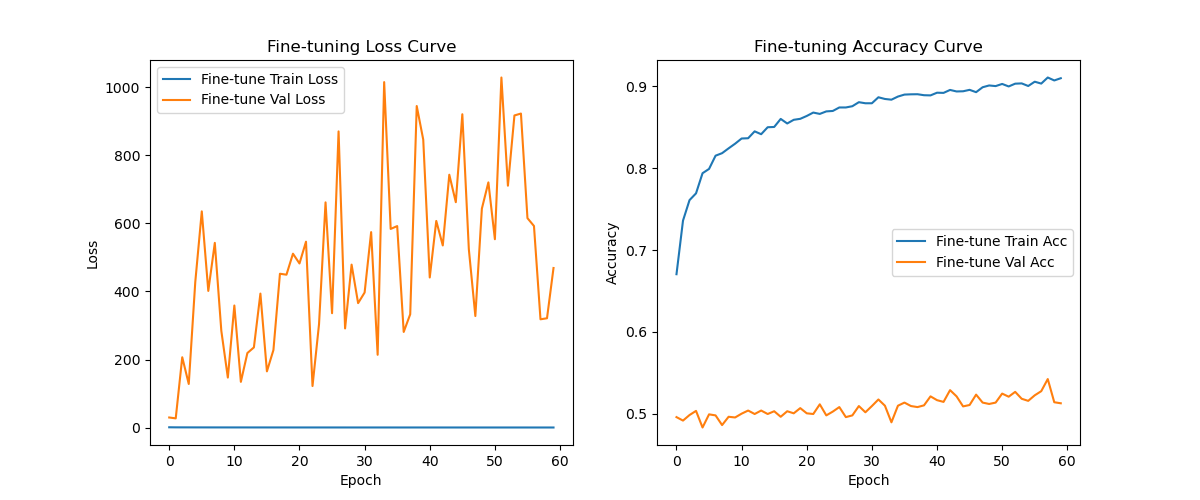 Fine-tuning Loss Curve
Fine-tune Train Loss
Fine-tune Val Loss
1000
800
600
400
200
0
Loss
0 10 20 30 40 50 60
Epoch
Fine-tuning Accuracy Curve
0.9
0.8
0.7
0.6
0.5
Accuracy
Fine-tune Train Acc
Fine-tune Val Acc
0 10 20 30 40 50 60
Epoch